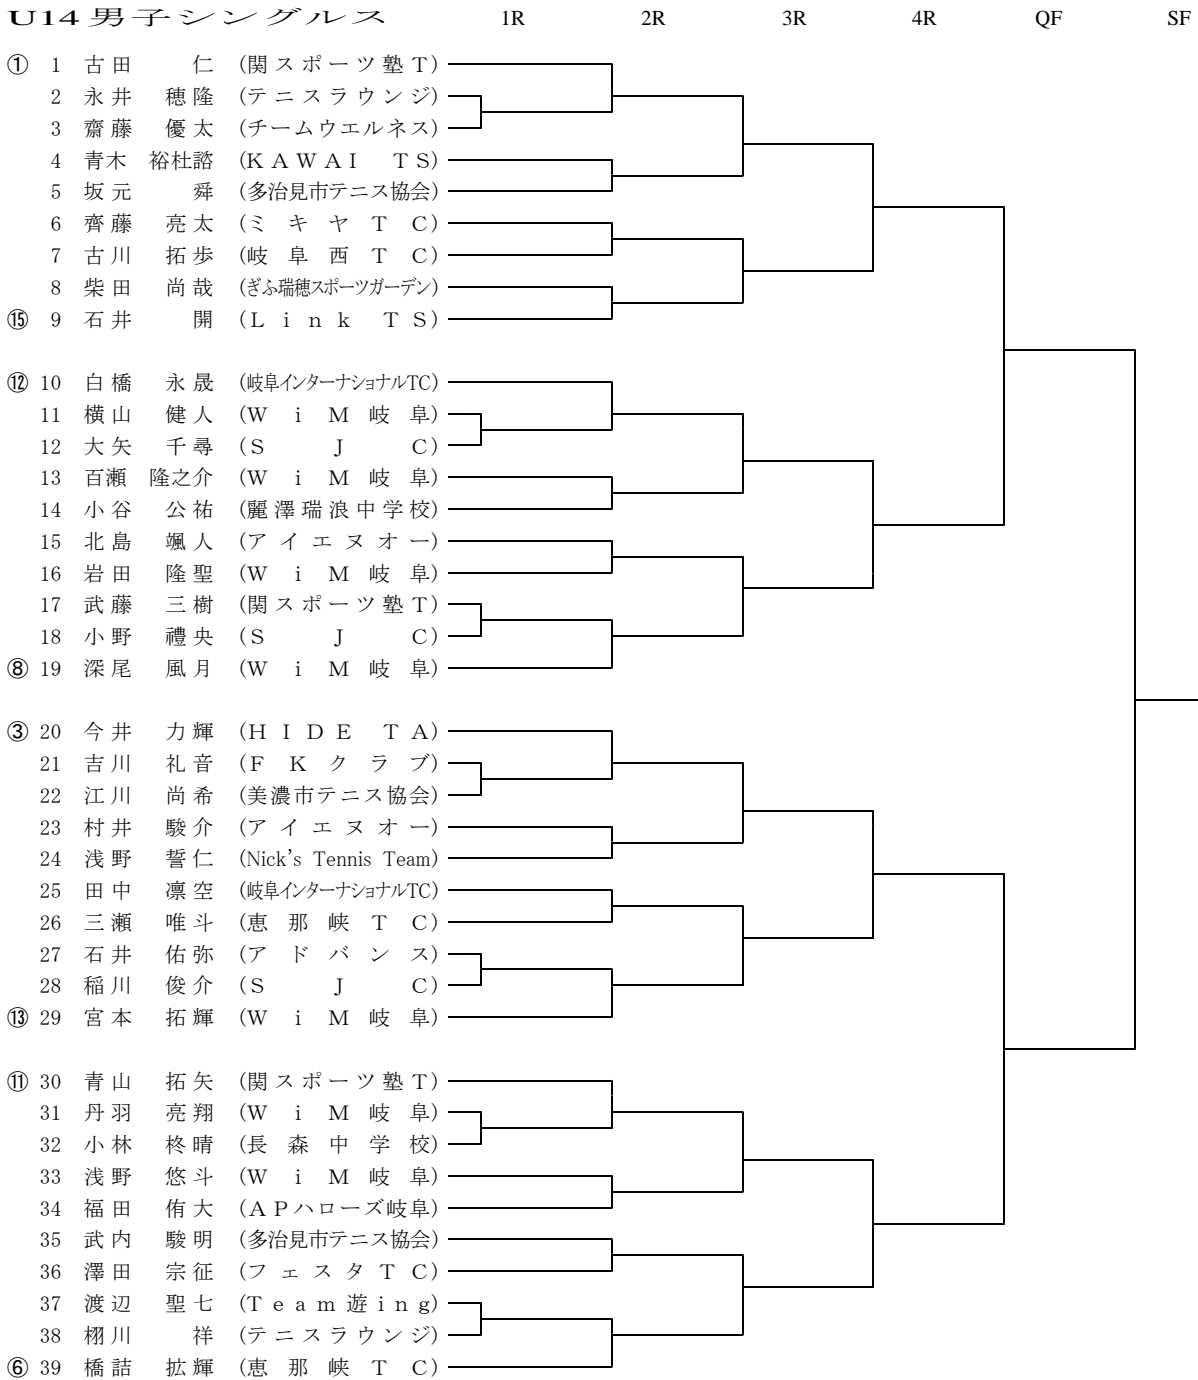 U14男子シングルス 1R 2R 3R 4R QF SF
① 1 古田 仁 (関スポーツ塾T)
2 永井 穂隆 (テニスラウンジ)
3 齋藤 優太 (チームウエルネス)
4 青木 裕杜諮 (KAWAI TS)
5 坂元 舜 (多治見市テニス協会)
6 齊藤 亮太 (ミキヤTC)
7 古川 拓歩 (岐阜西TC)
8 柴田 尚哉 (ぎふ瑞穂スポーツガーデン)
⑮ 9 石井 開 (Link TS)
⑫ 10 白橋 永晟 (岐阜インターナショナルTC)
11 横山 健人 (WiM岐阜)
12 大矢 千尋 (SJC)
13 百瀬 隆之介 (WiM岐阜)
14 小谷 公祐 (麗澤瑞浪中学校)
15 北島 颯人 (アイエヌオー)
16 岩田 隆聖 (WiM岐阜)
17 武藤 三樹 (関スポーツ塾T)
18 小野 禮央 (SJC)
⑧ 19 深尾 風月 (WiM岐阜)
③ 20 今井 力輝 (HIDE TA)
21 吉川 礼音 (FKクラブ)
22 江川 尚希 (美濃市テニス協会)
23 村井 駿介 (アイエヌオー)
24 浅野 誓仁 (Nick's Tennis Team)
25 田中 凛空 (岐阜インターナショナルTC)
26 三瀬 唯斗 (恵那峡TC)
27 石井 佑弥 (アドバンス)
28 稲川 俊介 (SJC)
⑬ 29 宮本 拓輝 (WiM岐阜)
⑪ 30 青山 拓矢 (関スポーツ塾T)
31 丹羽 亮翔 (WiM岐阜)
32 小林 柊晴 (長森中学校)
33 浅野 悠斗 (WiM岐阜)
34 福田 侑大 (APハローズ岐阜)
35 武内 駿明 (多治見市テニス協会)
36 澤田 宗征 (フェスタTC)
37 渡辺 聖七 (Team遊ing)
38 栩川 祥 (テニスラウンジ)
⑥ 39 橋詰 拡輝 (恵那峡TC)